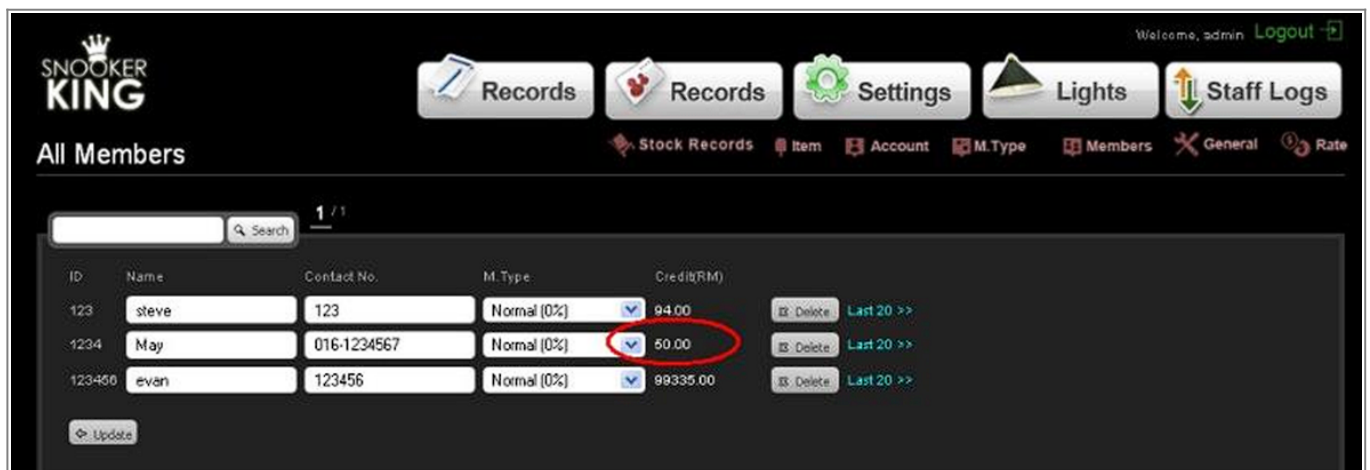 Welcome, admin Logout
SNOOKER
KING
Records Records Settings Lights Staff Logs
All Members
Stock Records Item Account M.Type Members General Rate
Search 1 / 1
ID Name Contact No. M.Type Credit(RM)
123 steve 123 Normal (0%) 94.00 Delete Last 20 >>
1234 May 016-1234567 Normal (0%) 50.00 Delete Last 20 >>
123456 evan 123456 Normal (0%) 99335.00 Delete Last 20 >>
Update